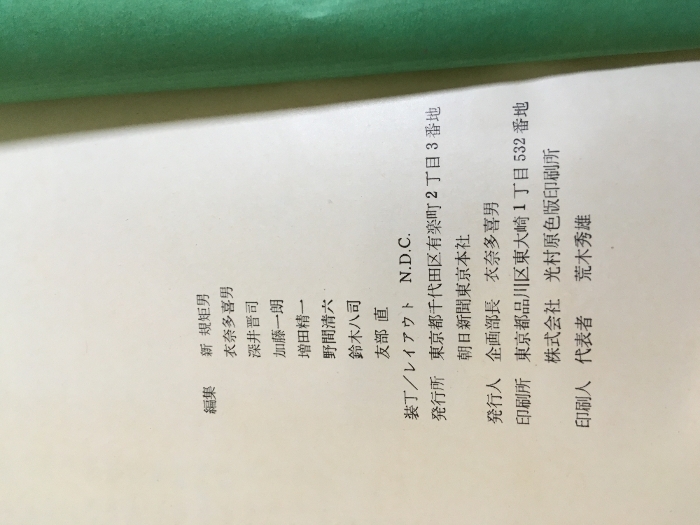 編集 新 規矩男
衣奈多喜男
深井晋司
加藤一朗
増田精一
野間清六
鈴木八司
友部 直
装丁/レイアウト N.D.C.
発行所 東京都千代田区有楽町2丁目3番地
朝日新聞東京本社
発行人 企画部長 衣奈多喜男
印刷所 東京都品川区東大崎1丁目532番地
株式会社 光村原色版印刷所
印刷人 代表者 荒木秀雄